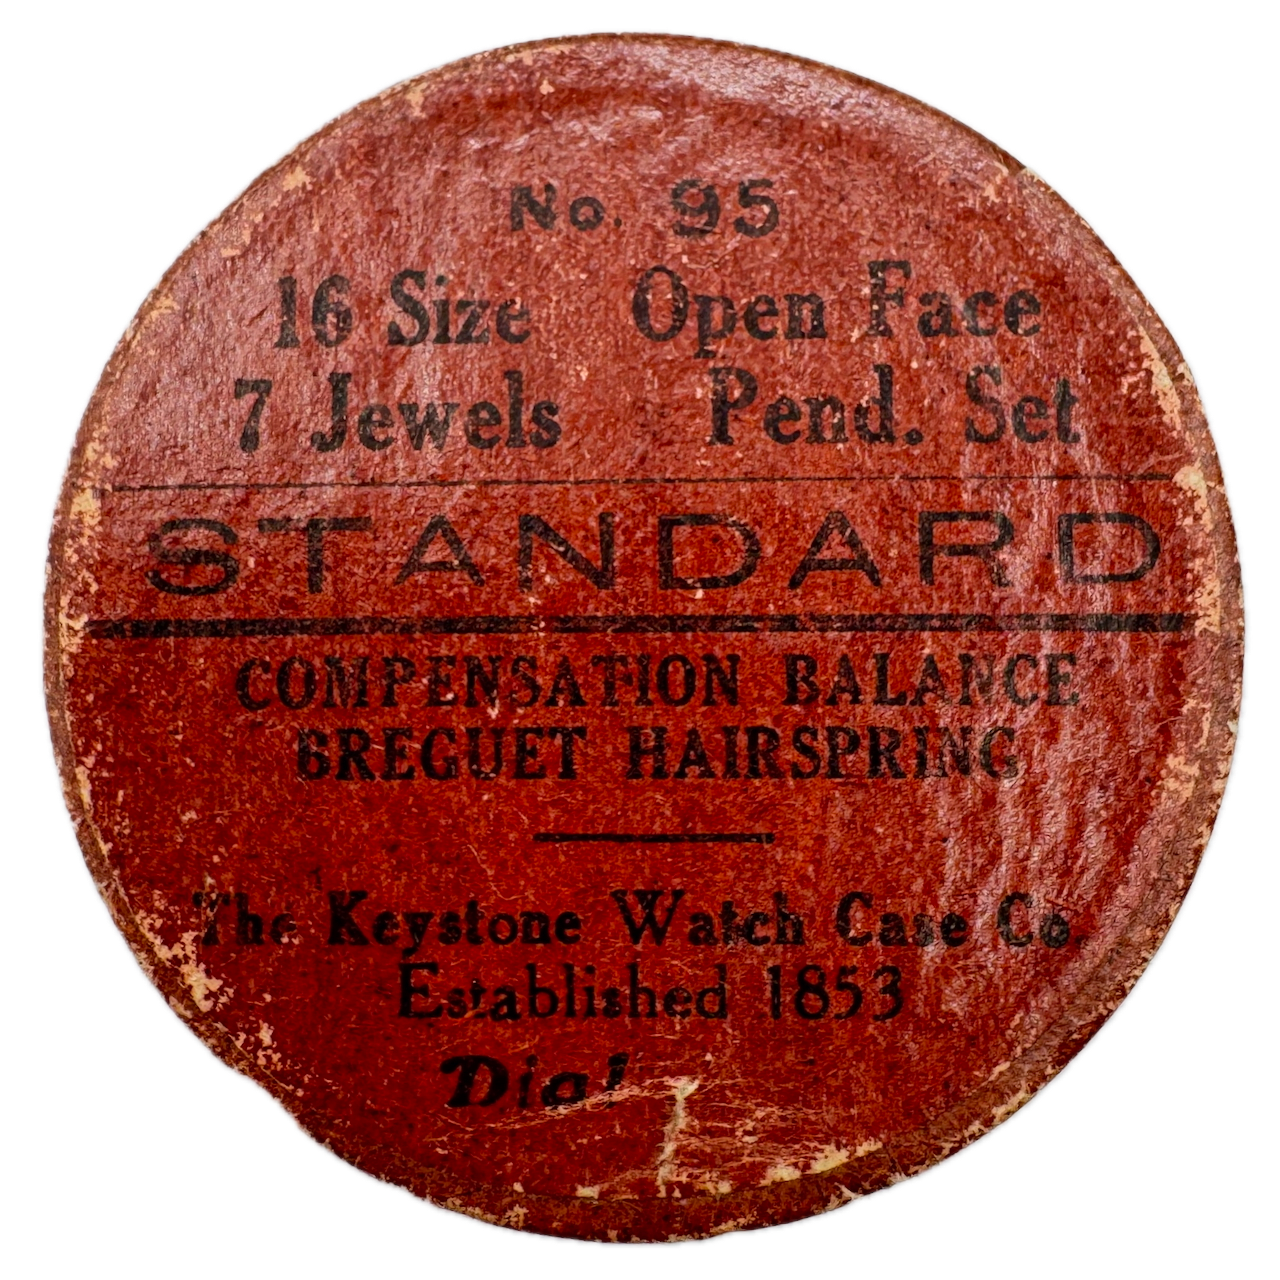 No. 95
16 Size Open Face
7 Jewels Pend. Set
STANDARD
COMPENSATION BALANCE
BREGUET HAIRSPRING
The Keystone Watch Case Co.
Established 1853
Dial